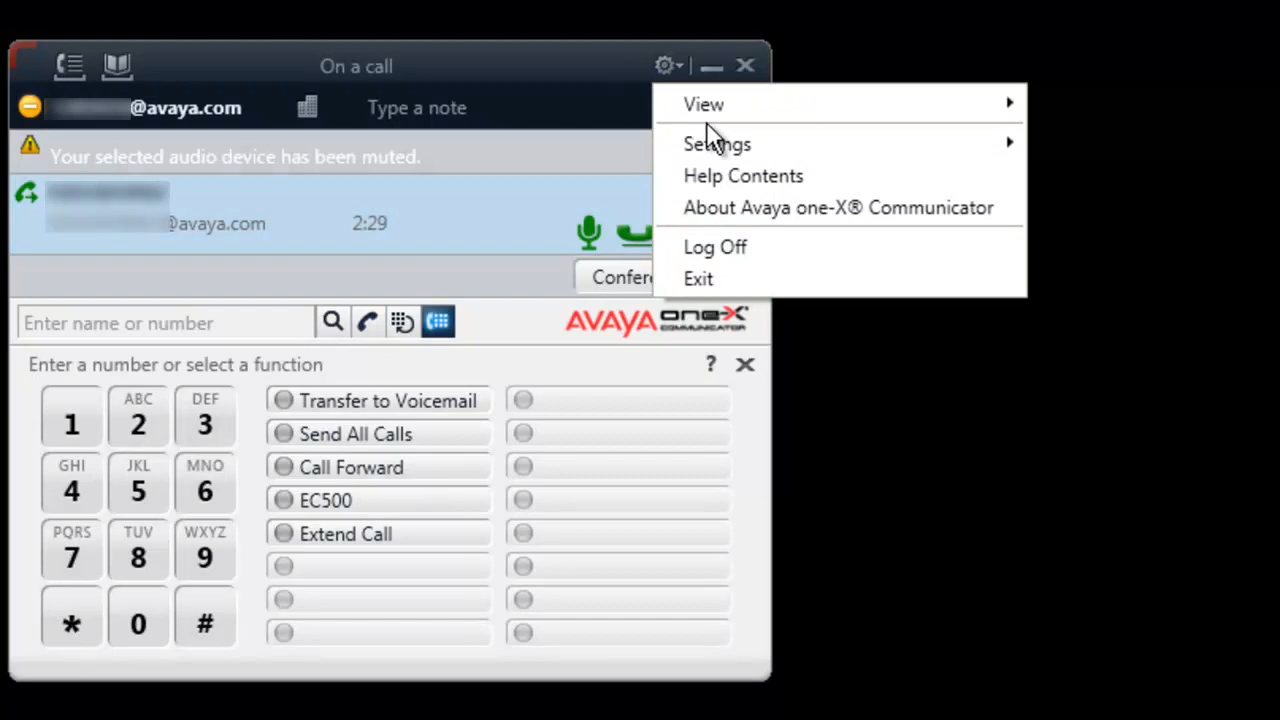 On a call
@avaya.com
Type a note
View
Your selected audio device has been muted.
Settings
Help Contents
About Avaya one-X® Communicator
@avaya.com
2:29
Log Off
Exit
Enter name or number
AVAYA one-X COMMUNICATOR
Enter a number or select a function
?
1
ABC
2
DEF
3
Transfer to Voicemail
Send All Calls
GHI
4
JKL
5
MNO
6
Call Forward
EC500
PQRS
7
TUV
8
WXYZ
9
Extend Call
*
0
#